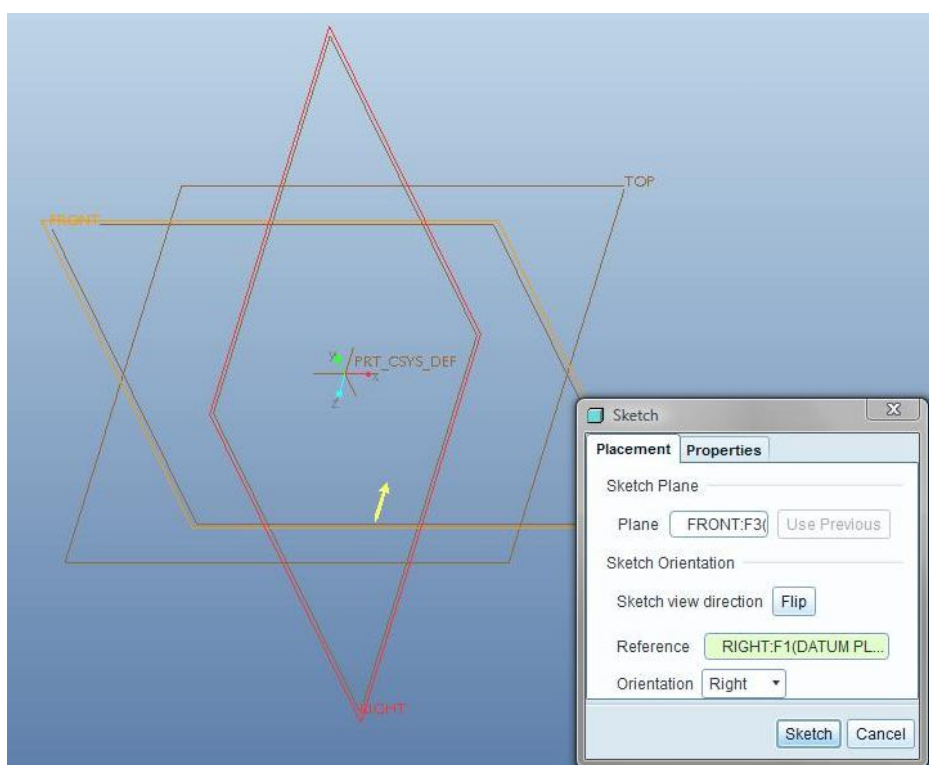 TOP
FRONT
Y
PRT_CSYS_DEF
X
Z
RIGHT
Sketch
Placement Properties
Sketch Plane
Plane FRONT:F3( Use Previous
Sketch Orientation
Sketch view direction Flip
Reference RIGHT:F1(DATUM PL...
Orientation Right
Sketch Cancel